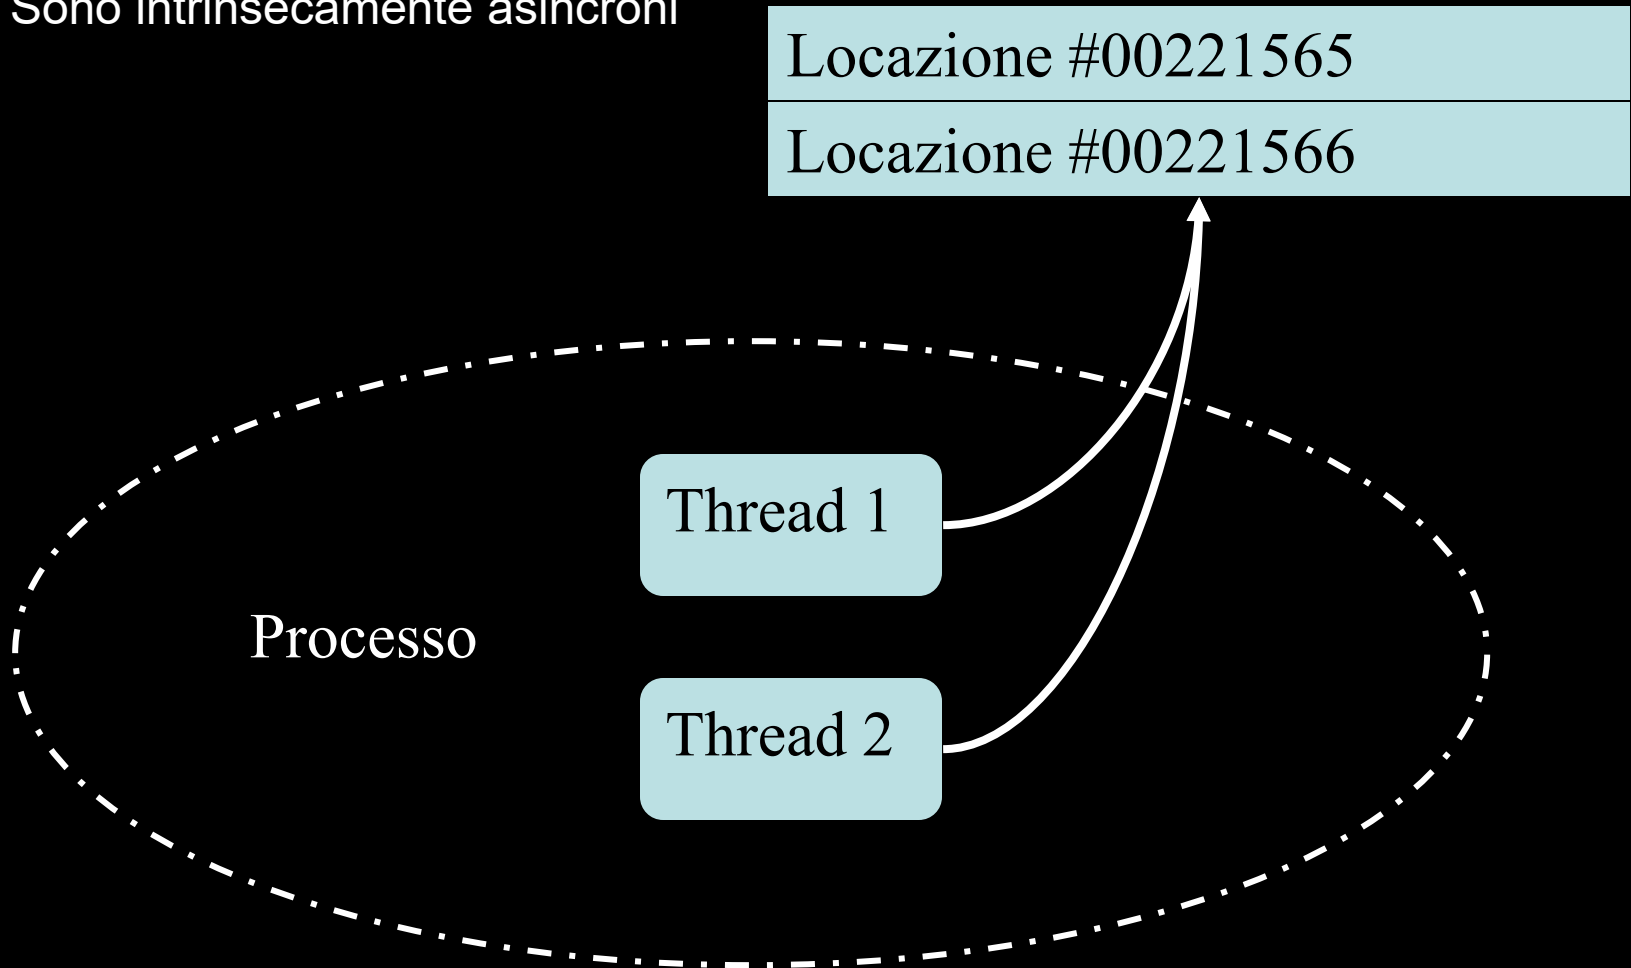 Sono intrinsecamente asincroni
Locazione #00221565
Locazione #00221566
Thread 1
Processo
Thread 2